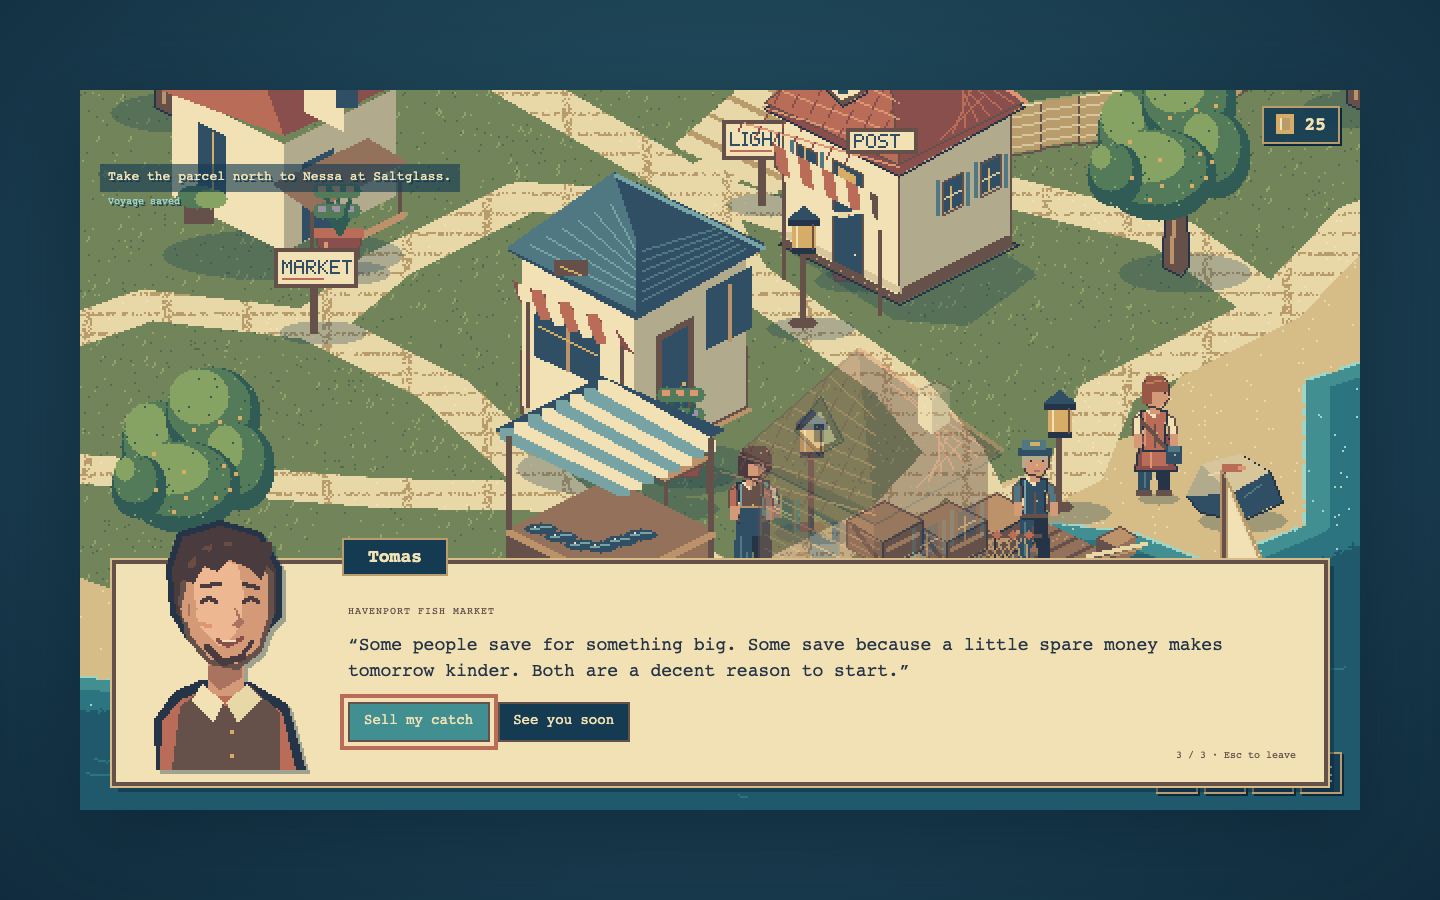 25
LIGH
POST
Take the parcel north to Nessa at Saltglass.
Voyage saved
MARKET
Tomas
HAVENPORT FISH MARKET
“Some people save for something big. Some save because a little spare money makes
tomorrow kinder. Both are a decent reason to start.”
Sell my catch
See you soon
3 / 3 · Esc to leave